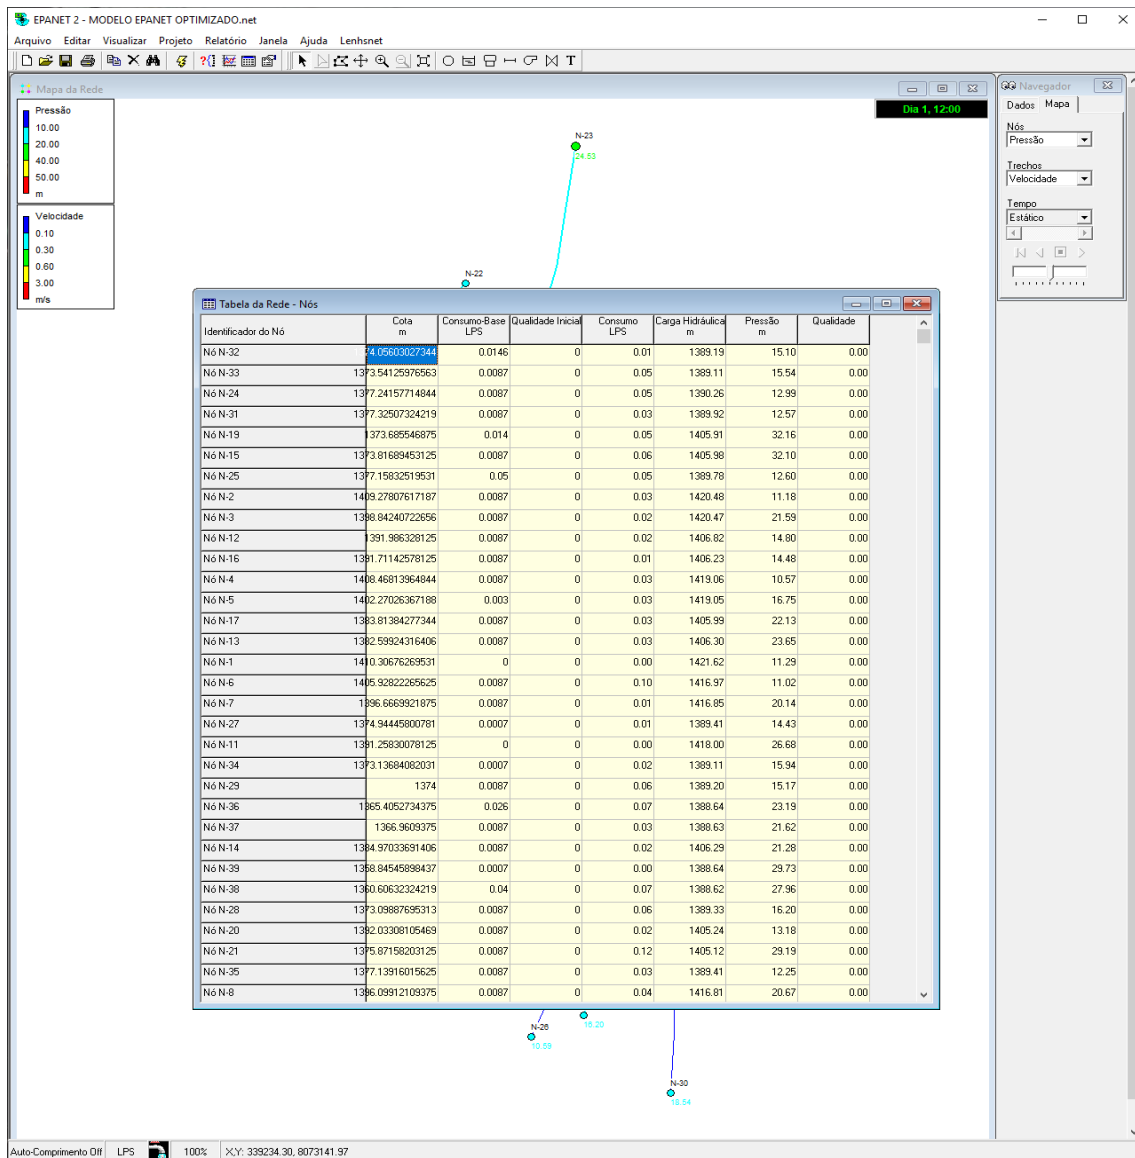 EPANET 2 - MODELO EPANET OPTIMIZADO.net
Arquivo Editar Visualizar Projeto Relatório Janela Ajuda Lenhsnet
Mapa da Rede
Pressão
10.00
20.00
40.00
50.00
m
Velocidade
0.10
0.30
0.60
3.00
m/s
Dia 1, 12:00
N-23
24.53
N-22
Navegador
Dados Mapa
Nós
Pressão
Trechos
Velocidade
Tempo
Estático
Tabela da Rede - Nós
Identificador do Nó Cota m Consumo-Base LPS Qualidade Inicial Consumo LPS Carga Hidráulica m Pressão m Qualidade
Nó N-32 74.05603027344 0.0146 0 0.01 1389.19 15.10 0.00
Nó N-33 1373.54125976563 0.0087 0 0.05 1389.11 15.54 0.00
Nó N-24 1377.24157714844 0.0087 0 0.05 1390.26 12.99 0.00
Nó N-31 1377.32507324219 0.0087 0 0.03 1389.92 12.57 0.00
Nó N-19 1373.685546875 0.014 0 0.05 1405.91 32.16 0.00
Nó N-15 1373.81689453125 0.0087 0 0.06 1405.98 32.10 0.00
Nó N-25 1377.15832519531 0.05 0 0.05 1389.78 12.60 0.00
Nó N-2 1409.27807617187 0.0087 0 0.03 1420.48 11.18 0.00
Nó N-3 1398.84240722656 0.0087 0 0.02 1420.47 21.59 0.00
Nó N-12 1391.986328125 0.0087 0 0.02 1406.82 14.80 0.00
Nó N-16 1391.71142578125 0.0087 0 0.01 1406.23 14.48 0.00
Nó N-4 1408.46813964844 0.0087 0 0.03 1419.06 10.57 0.00
Nó N-5 1402.27026367188 0.003 0 0.03 1419.05 16.75 0.00
Nó N-17 1383.81384277344 0.0087 0 0.03 1405.99 22.13 0.00
Nó N-13 1382.59924316406 0.0087 0 0.03 1406.30 23.65 0.00
Nó N-1 1410.30676269531 0 0 0.00 1421.62 11.29 0.00
Nó N-6 1405.92822265625 0.0087 0 0.10 1416.97 11.02 0.00
Nó N-7 1396.6669921875 0.0087 0 0.01 1416.85 20.14 0.00
Nó N-27 1374.94445800781 0.0007 0 0.01 1389.41 14.43 0.00
Nó N-11 1391.25830078125 0 0 0.00 1418.00 26.68 0.00
Nó N-34 1373.13684082031 0.0007 0 0.02 1389.11 15.94 0.00
Nó N-29 1374 0.0087 0 0.06 1389.20 15.17 0.00
Nó N-36 1365.4052734375 0.026 0 0.07 1388.64 23.19 0.00
Nó N-37 1366.9609375 0.0087 0 0.03 1388.63 21.62 0.00
Nó N-14 1384.97033691406 0.0087 0 0.02 1406.29 21.28 0.00
Nó N-39 1358.84545898437 0.0007 0 0.00 1388.64 29.73 0.00
Nó N-38 1360.60632324219 0.04 0 0.07 1388.62 27.96 0.00
Nó N-28 1373.09887695313 0.0087 0 0.06 1389.33 16.20 0.00
Nó N-20 1392.03308105469 0.0087 0 0.02 1405.24 13.18 0.00
Nó N-21 1375.87158203125 0.0087 0 0.12 1405.12 29.19 0.00
Nó N-35 1377.13916015625 0.0087 0 0.03 1389.41 12.25 0.00
Nó N-8 1396.09912109375 0.0087 0 0.04 1416.81 20.67 0.00
N-26
10.59
16.20
N-30
Auto-Comprimento Off LPS 100% X,Y: 339234.30, 8073141.97